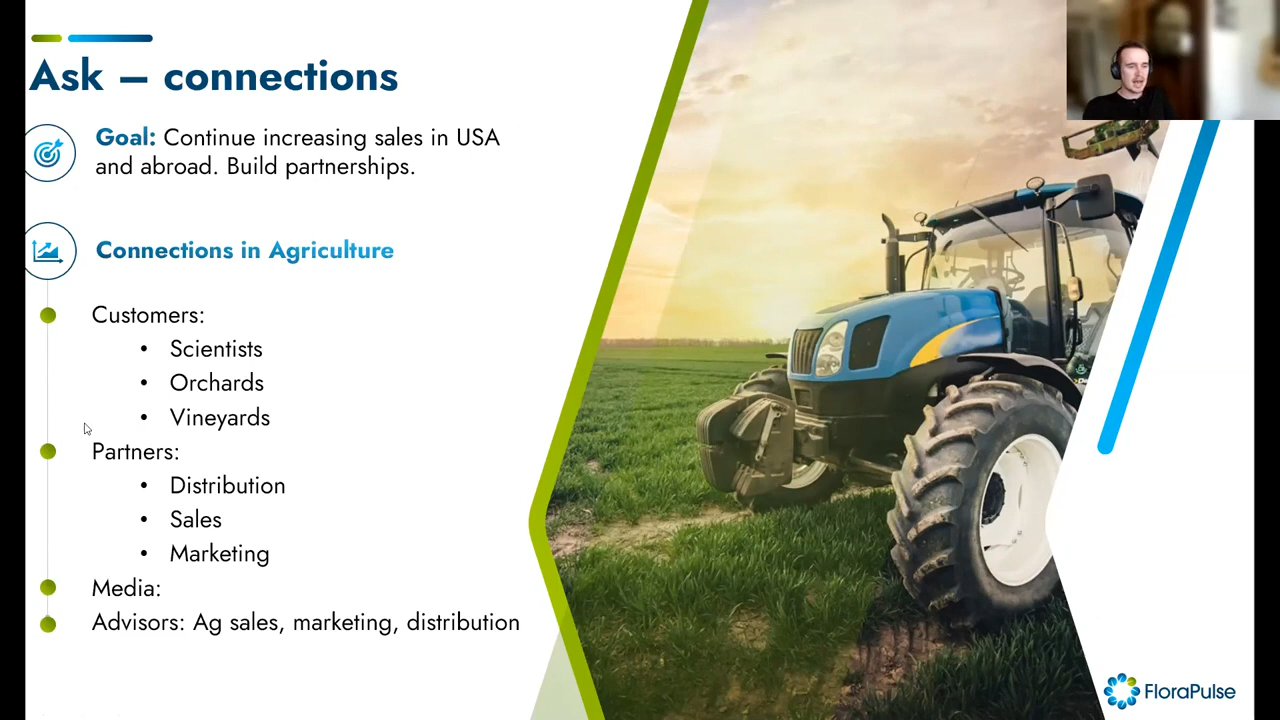 Ask – connections
Goal: Continue increasing sales in USA
and abroad. Build partnerships.
Connections in Agriculture
Customers:
• Scientists
• Orchards
• Vineyards
Partners:
• Distribution
• Sales
• Marketing
Media:
Advisors: Ag sales, marketing, distribution
FloraPulse